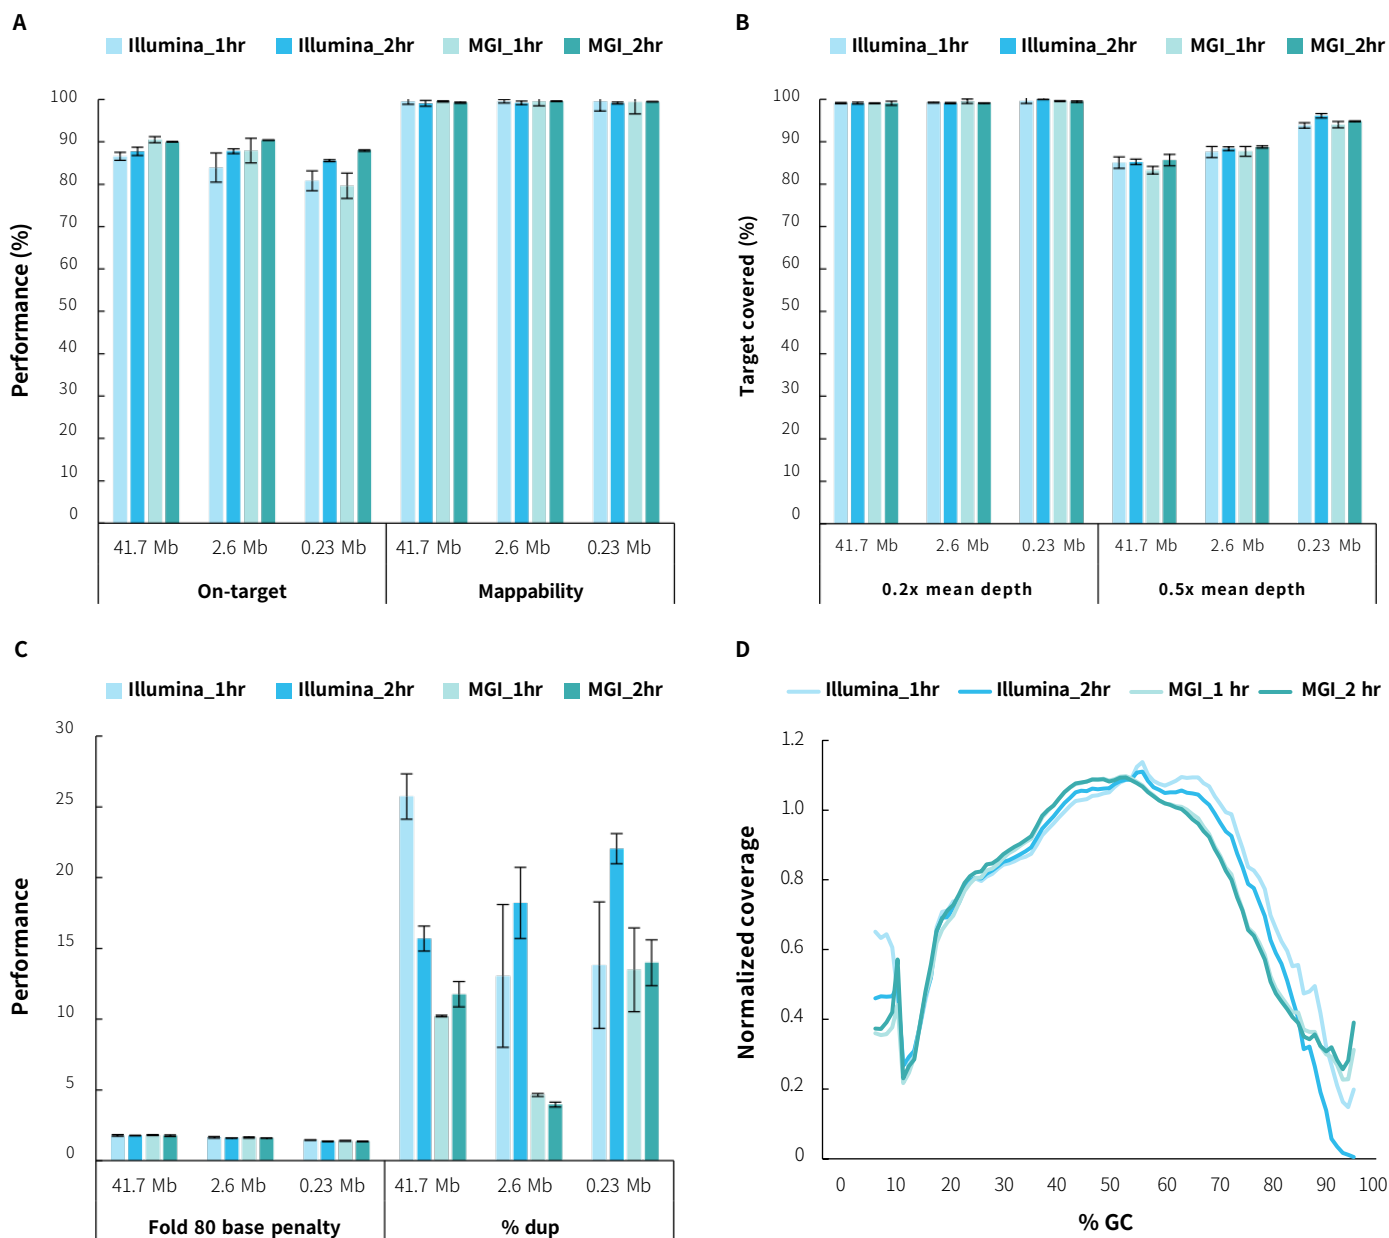 A
Illumina_1hr Illumina_2hr MGI_1hr MGI_2hr
Performance (%)
100
90
80
70
60
50
40
30
20
10
0
41.7 Mb 2.6 Mb 0.23 Mb 41.7 Mb 2.6 Mb 0.23 Mb
On-target Mappability
B
Illumina_1hr Illumina_2hr MGI_1hr MGI_2hr
Target covered (%)
100
90
80
70
60
50
40
30
20
10
0
41.7 Mb 2.6 Mb 0.23 Mb 41.7 Mb 2.6 Mb 0.23 Mb
0.2x mean depth 0.5x mean depth
C
Illumina_1hr Illumina_2hr MGI_1hr MGI_2hr
Performance
30
25
20
15
10
5
0
41.7 Mb 2.6 Mb 0.23 Mb 41.7 Mb 2.6 Mb 0.23 Mb
Fold 80 base penalty % dup
D
Illumina_1hr Illumina_2hr MGI_1 hr MGI_2 hr
Normalized coverage
1.2
1.0
0.8
0.6
0.4
0.2
0
0 10 20 30 40 50 60 70 80 90 100
% GC